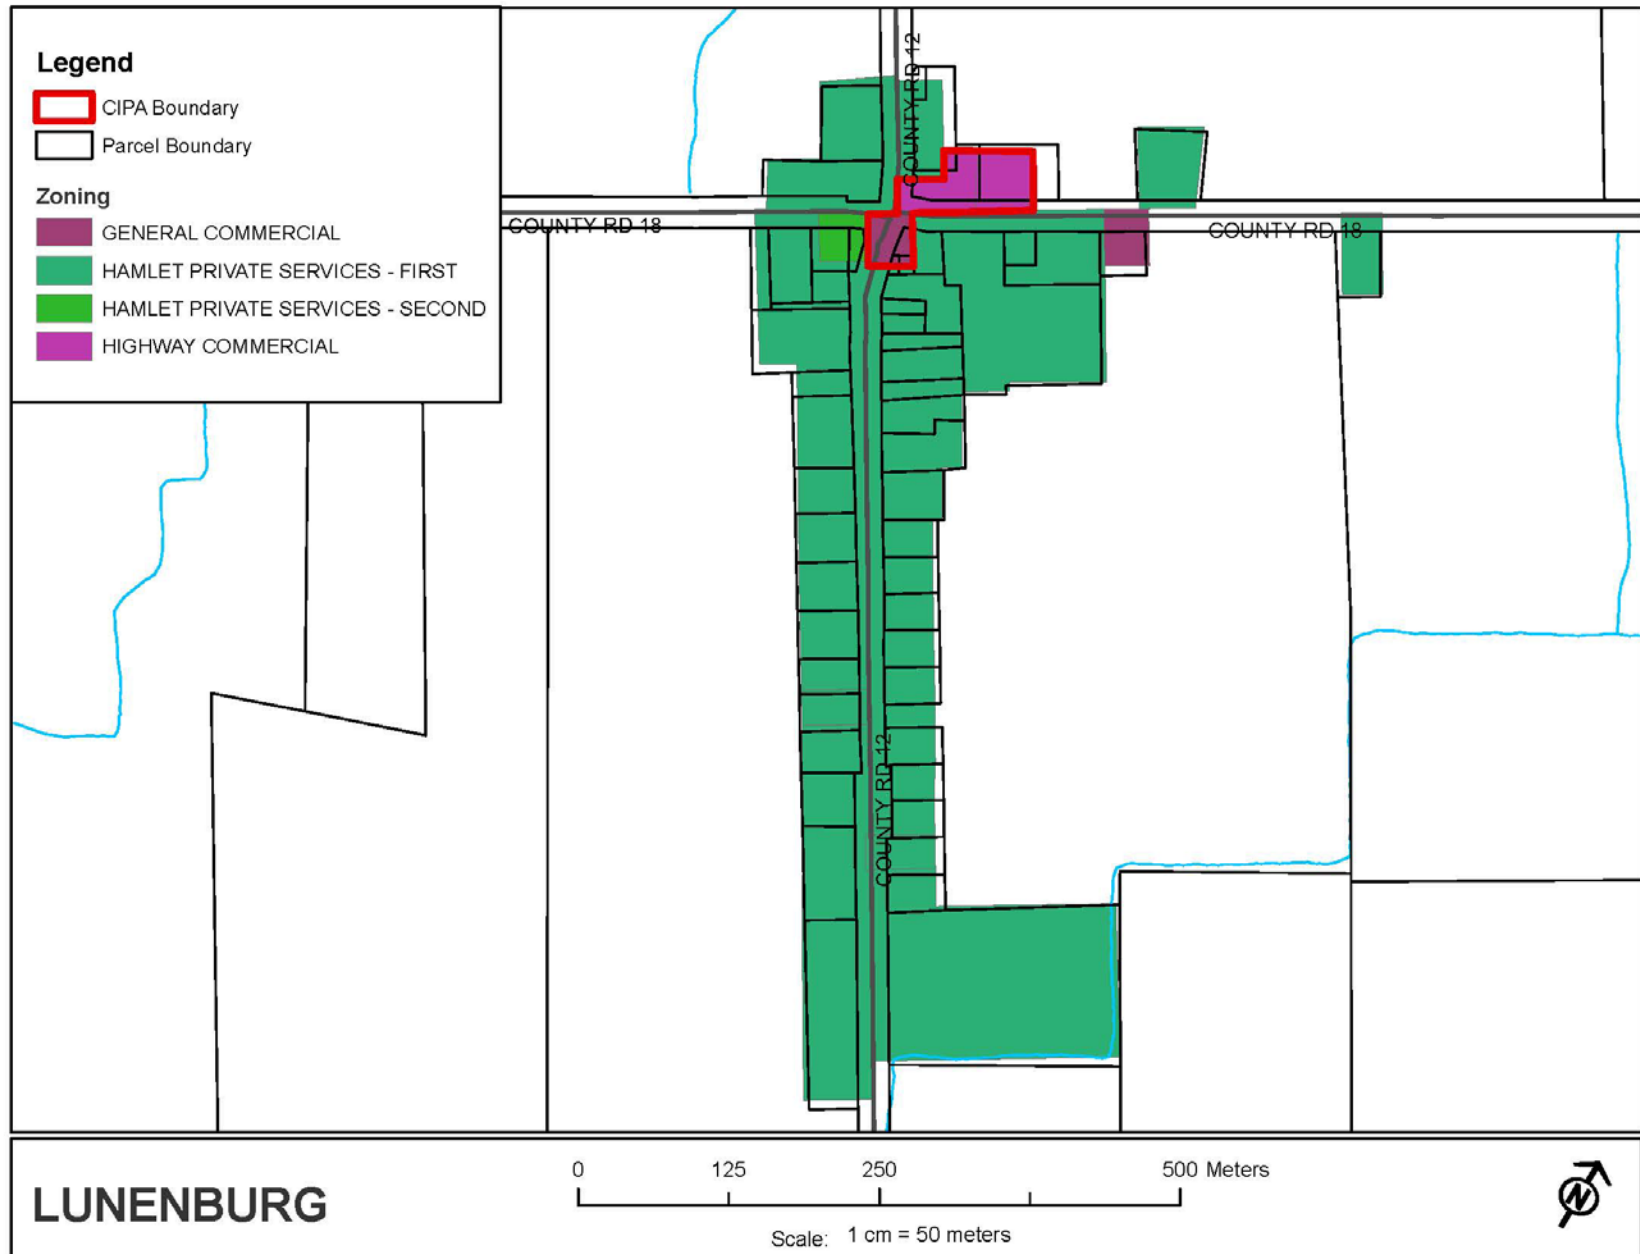 Legend
CIPA Boundary
Parcel Boundary
Zoning
GENERAL COMMERCIAL
HAMLET PRIVATE SERVICES - FIRST
HAMLET PRIVATE SERVICES - SECOND
HIGHWAY COMMERCIAL
COUNTY RD 12
COUNTY RD 18
COUNTY RD 18
COUNTY RD 12
LUNENBURG
0 125 250 500 Meters
Scale: 1 cm = 50 meters
N